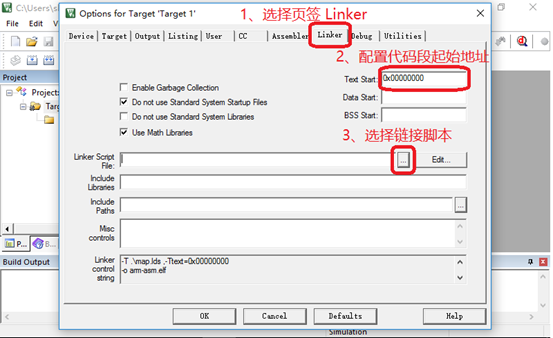 C:\Users\s
Options for Target 'Target 1'
1、选择页签 Linker
File Edit Vi
Device Target Output Listing User CC Assembler Linker Debug Utilities
2、配置代码段起始地址
Text Start: 0x00000000
Data Start:
BSS Start:
Enable Garbage Collection
Do not use Standard System Startup Files
Do not use Standard System Libraries
Use Math Libraries
3、选择链接脚本
Project
Project:
Targ
Linker Script File:
...
Edit...
Include Libraries
Include Paths
...
Misc controls
Linker control string
-T .\map.lds ,-Ttext=0x00000000
-o arm-asm.elf
P...
B...
Build Output
OK Cancel Defaults Help
Simulation